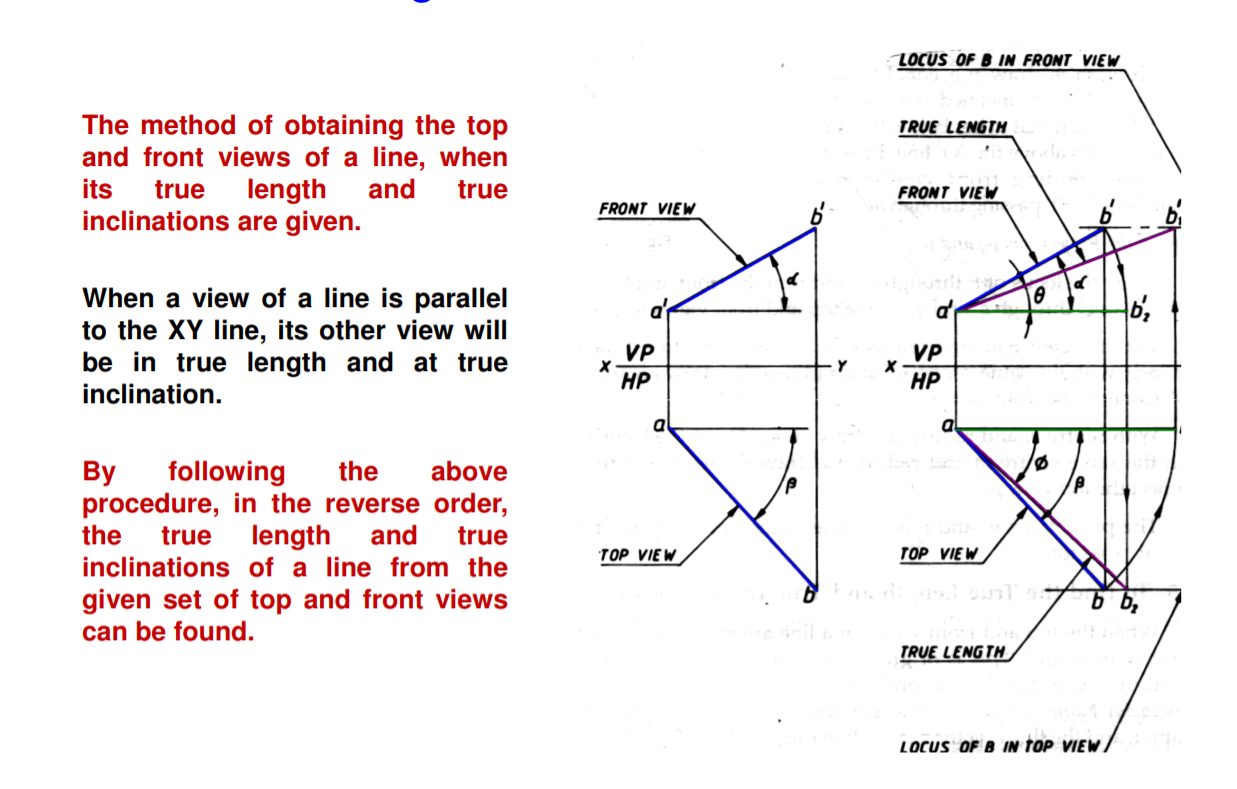 The method of obtaining the top
and front views of a line, when
its true length and true
inclinations are given.
When a view of a line is parallel
to the XY line, its other view will
be in true length and at true
inclination.
By following the above
procedure, in the reverse order,
the true length and true
inclinations of a line from the
given set of top and front views
can be found.
FRONT VIEW
b'
α
a'
X VP Y
HP
a
β
TOP VIEW
b
LOCUS OF B IN FRONT VIEW
TRUE LENGTH
FRONT VIEW
b' b'₁
θ α
a' b'₂
X VP
HP
a
Ø β
TOP VIEW
b b₂
TRUE LENGTH
LOCUS OF B IN TOP VIEW